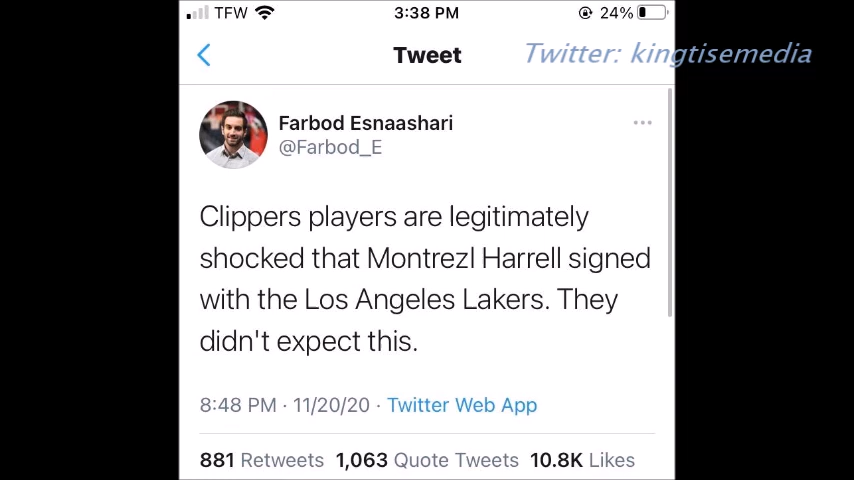 TFW 3:38 PM 24%
Tweet
Twitter: kingtisemedia
Farbod Esnaashari
@Farbod_E
Clippers players are legitimately
shocked that Montrezl Harrell signed
with the Los Angeles Lakers. They
didn't expect this.
8:48 PM · 11/20/20 · Twitter Web App
881 Retweets 1,063 Quote Tweets 10.8K Likes